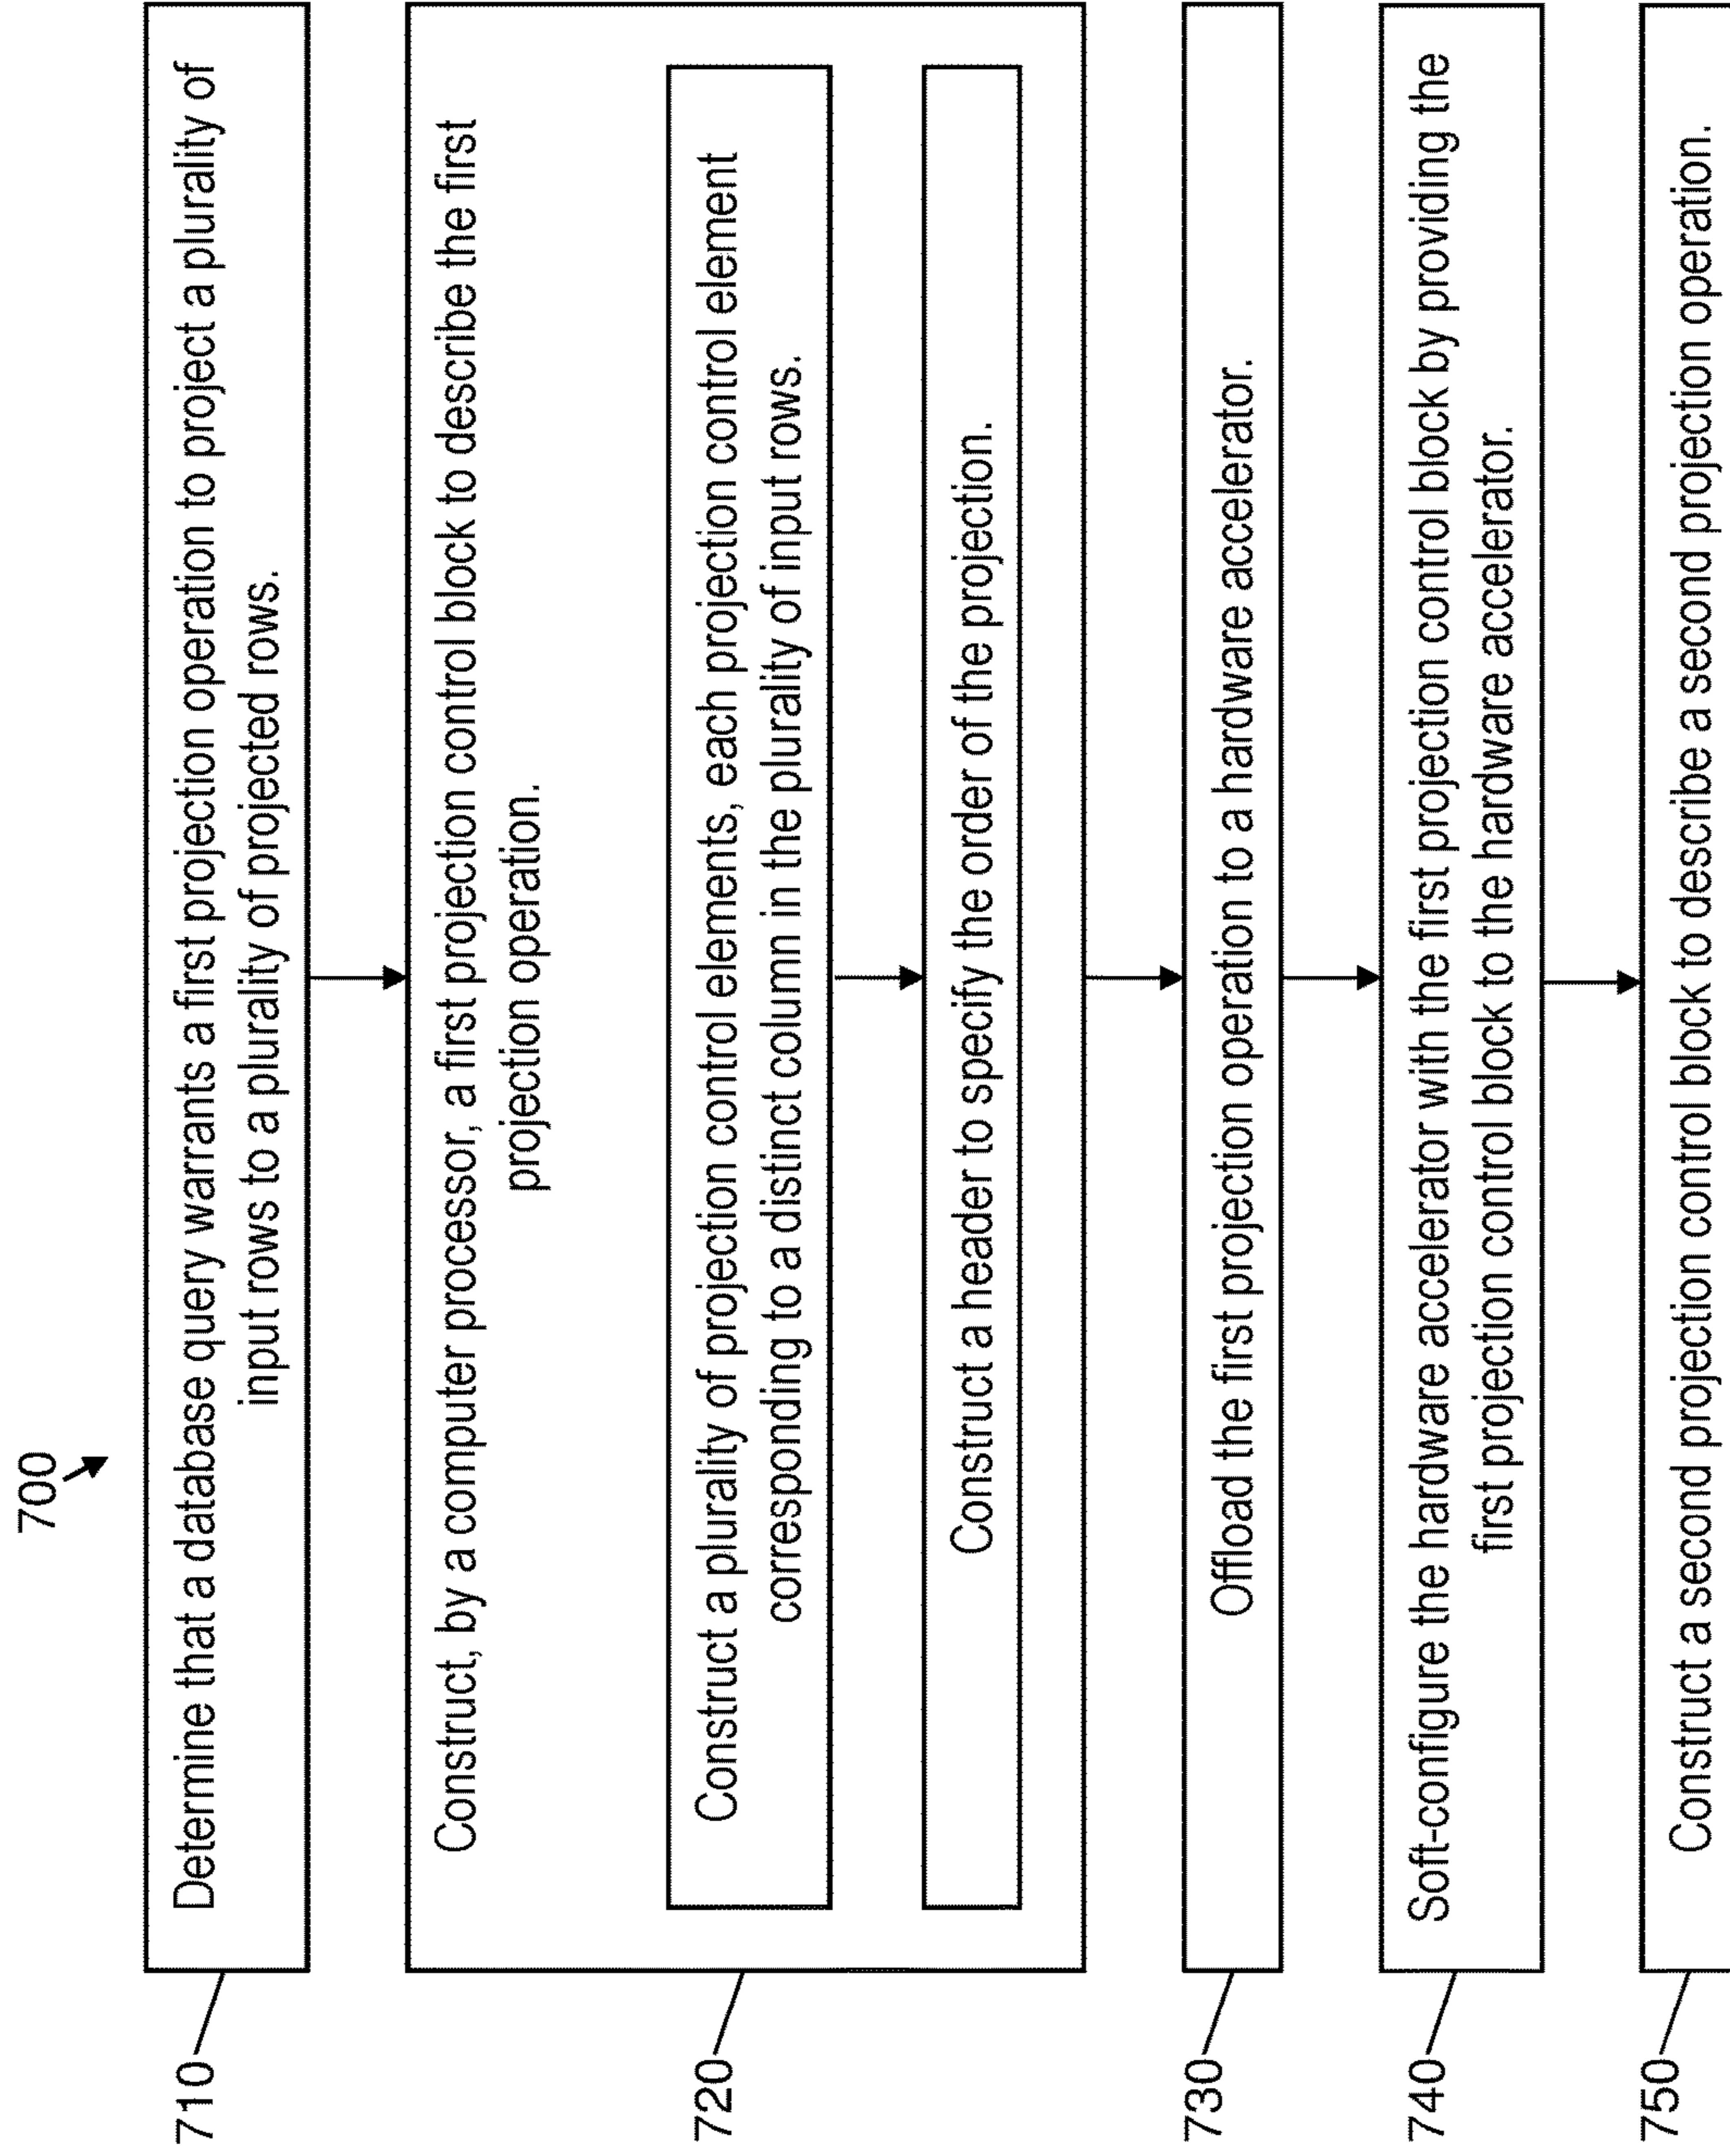 700
710
Determine that a database query warrants a first projection operation to project a plurality of
input rows to a plurality of projected rows.
720
Construct, by a computer processor, a first projection control block to describe the first
projection operation.
Construct a plurality of projection control elements, each projection control element
corresponding to a distinct column in the plurality of input rows.
Construct a header to specify the order of the projection.
730
Offload the first projection operation to a hardware accelerator.
740
Soft-configure the hardware accelerator with the first projection control block by providing the
first projection control block to the hardware accelerator.
750
Construct a second projection control block to describe a second projection operation.